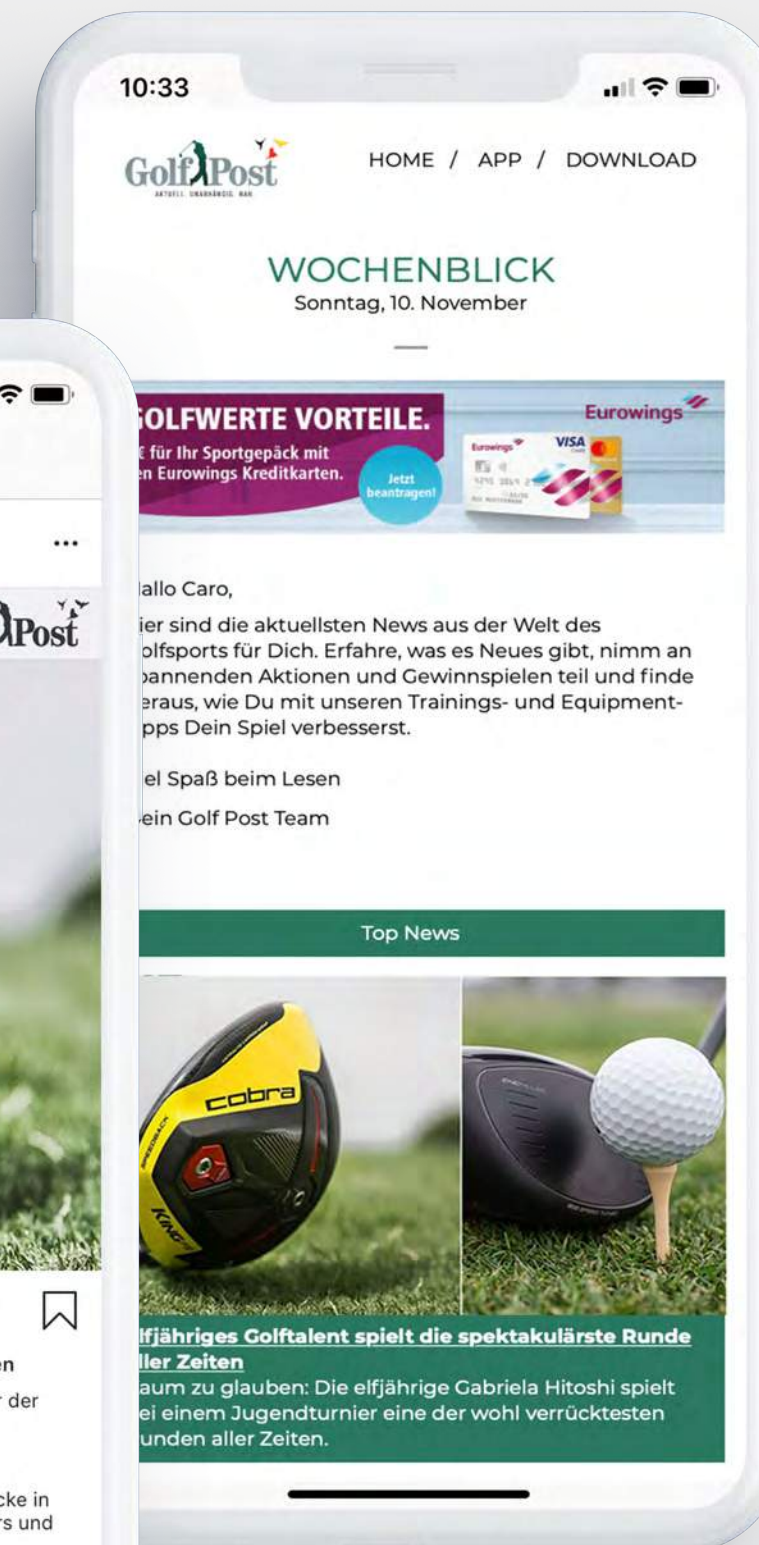 10:33
Golf Post
AKTUELL. UNABHÄNGIG. NAH
HOME / APP / DOWNLOAD
WOCHENBLICK
Sonntag, 10. November
OLFWERTE VORTEILE.
€ für Ihr Sportgepäck mit
en Eurowings Kreditkarten.
Jetzt
beantragen!
Eurowings
Eurowings
VISA
allo Caro,
ier sind die aktuellsten News aus der Welt des
olfsports für Dich. Erfahre, was es Neues gibt, nimm an
pannenden Aktionen und Gewinnspielen teil und finde
eraus, wie Du mit unseren Trainings- und Equipment-
pps Dein Spiel verbesserst.
el Spaß beim Lesen
ein Golf Post Team
Top News
cobra
SPEEDBACK
KING
lfjähriges Golftalent spielt die spektakulärste Runde
ller Zeiten
aum zu glauben: Die elfjährige Gabriela Hitoshi spielt
ei einem Jugendturnier eine der wohl verrücktesten
unden aller Zeiten.
...
Post
en
der
cke in
rs und